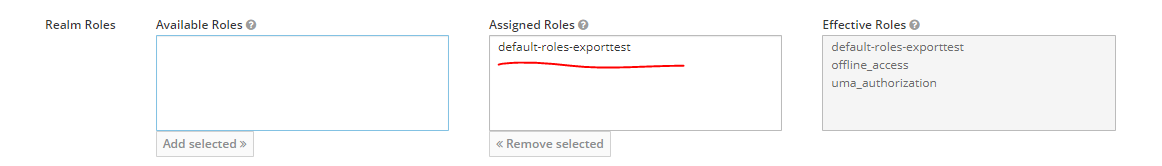 Realm Roles
Available Roles
Assigned Roles
Effective Roles
default-roles-exporttest
default-roles-exporttest
offline_access
uma_authorization
Add selected »
« Remove selected